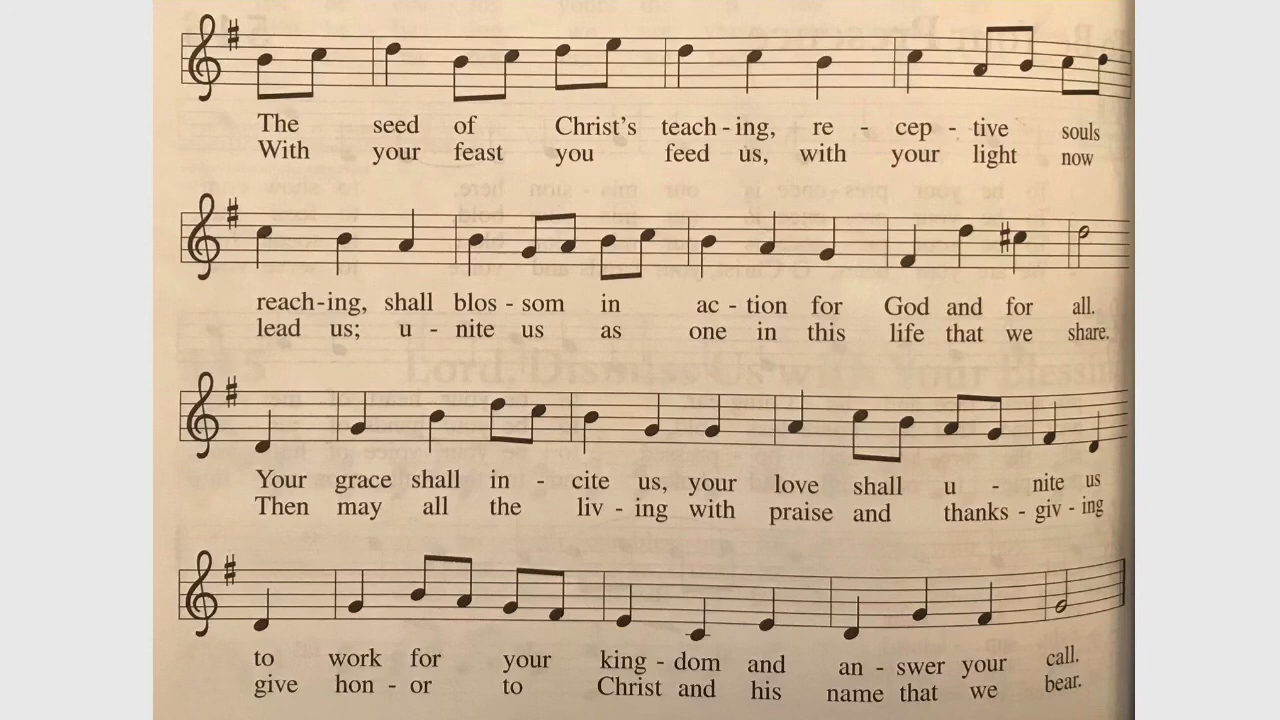 The seed of Christ's teach - ing, re - cep - tive souls
With your feast you feed us, with your light now
reach-ing, shall blos - som in ac - tion for God and for all.
lead us; u - nite us as one in this life that we share.
Your grace shall in - cite us, your love shall u - nite us
Then may all the liv - ing with praise and thanks - giv - ing
to work for your king - dom and an - swer your call.
give hon - or to Christ and his name that we bear.